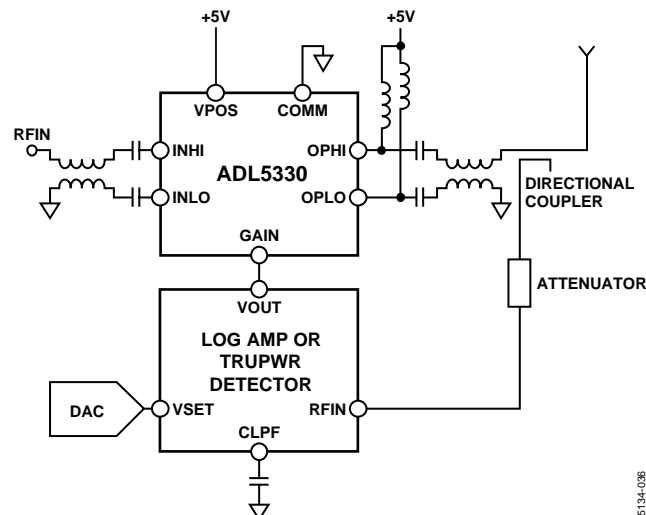 +5V
+5V
VPOS
COMM
RFIN
INHI
OPHI
ADL5330
INLO
OPLO
DIRECTIONAL
COUPLER
GAIN
ATTENUATOR
VOUT
LOG AMP OR
TRUPWR
DETECTOR
DAC
VSET
RFIN
CLPF
5134-036